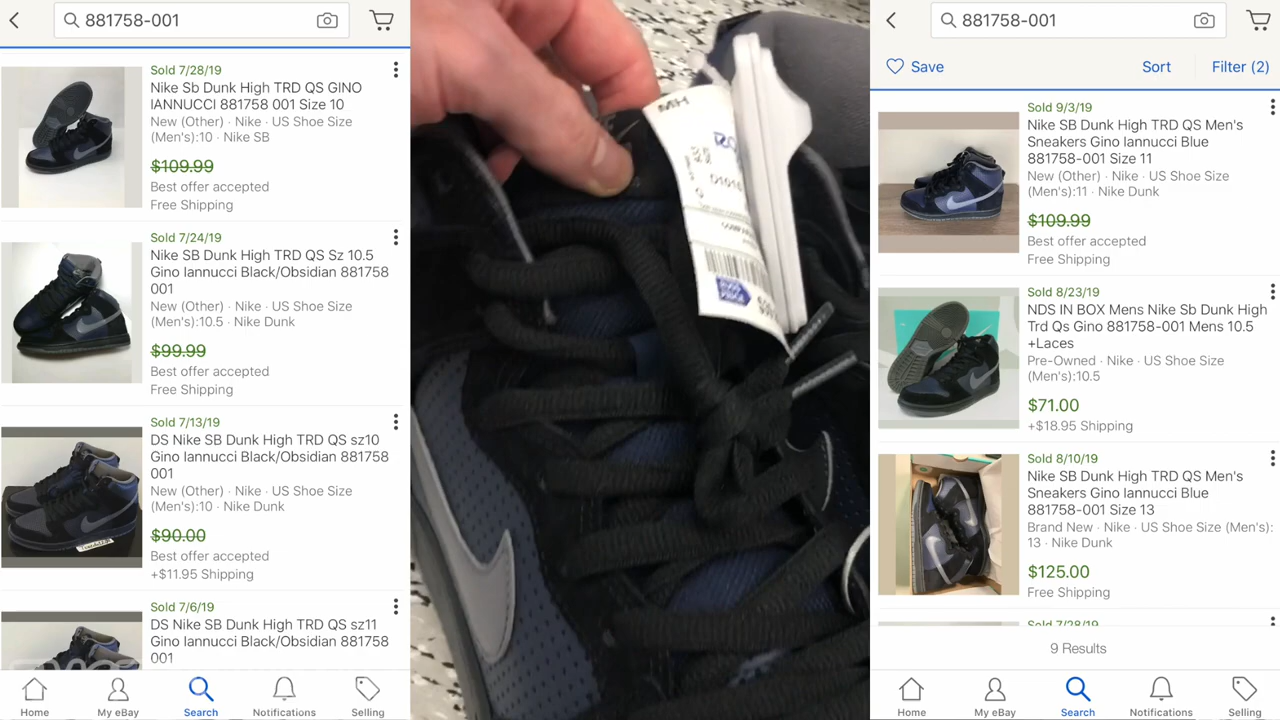 881758-001
Sold 7/28/19
Nike Sb Dunk High TRD QS GINO
IANNUCCI 881758 001 Size 10
New (Other) · Nike · US Shoe Size
(Men's):10 · Nike SB
$109.99
Best offer accepted
Free Shipping
Sold 7/24/19
Nike SB Dunk High TRD QS Sz 10.5
Gino Iannucci Black/Obsidian 881758
001
New (Other) · Nike · US Shoe Size
(Men's):10.5 · Nike Dunk
$99.99
Best offer accepted
Free Shipping
Sold 7/13/19
DS Nike SB Dunk High TRD QS sz10
Gino Iannucci Black/Obsidian 881758
001
New (Other) · Nike · US Shoe Size
(Men's):10 · Nike Dunk
$90.00
Best offer accepted
+$11.95 Shipping
Sold 7/6/19
DS Nike SB Dunk High TRD QS sz11
Gino Iannucci Black/Obsidian 881758
001
Home
My eBay
Search
Notifications
Selling
MH
881758-001
Save
Sort
Filter (2)
Sold 9/3/19
Nike SB Dunk High TRD QS Men's
Sneakers Gino Iannucci Blue
881758-001 Size 11
New (Other) · Nike · US Shoe Size
(Men's):11 · Nike Dunk
$109.99
Best offer accepted
Free Shipping
Sold 8/23/19
NDS IN BOX Mens Nike Sb Dunk High
Trd Qs Gino 881758-001 Mens 10.5
+Laces
Pre-Owned · Nike · US Shoe Size
(Men's):10.5
$71.00
+$18.95 Shipping
Sold 8/10/19
Nike SB Dunk High TRD QS Men's
Sneakers Gino Iannucci Blue
881758-001 Size 13
Brand New · Nike · US Shoe Size (Men's):
13 · Nike Dunk
$125.00
Free Shipping
Sold 7/28/19
9 Results
Home
My eBay
Search
Notifications
Selling